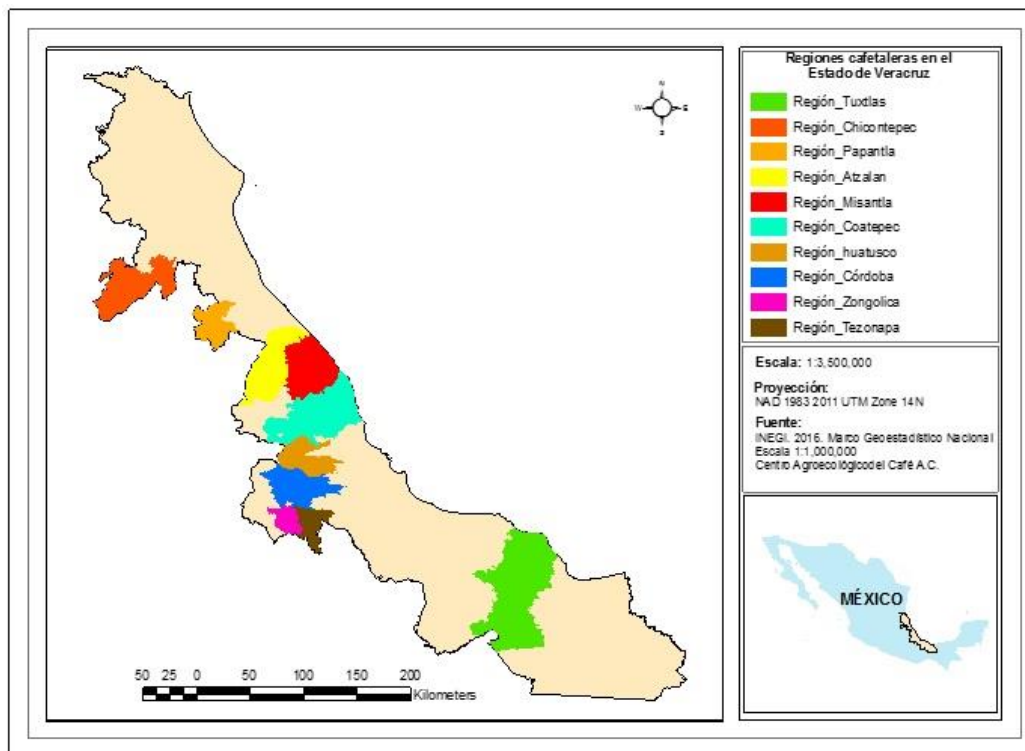 Regiones cafetaleras en el
Estado de Veracruz
Región_Tuxtlas
Región_Chicontepec
Región_Papantla
Región_Atzalan
Región_Misantla
Región_Coatepec
Región_huatusco
Región_Córdoba
Región_Zongolica
Región_Tezonapa
Escala: 1:3,500,000
Proyección:
NAD 1983 2011 UTM Zone 14N
Fuente:
INEGI. 2016. Marco Geoestadístico Nacional
Escala 1:1,000,000
Centro Agroecológicodel Café A.C.
MÉXICO
N
W E
S
50 25 0 50 100 150 200
Kilometers